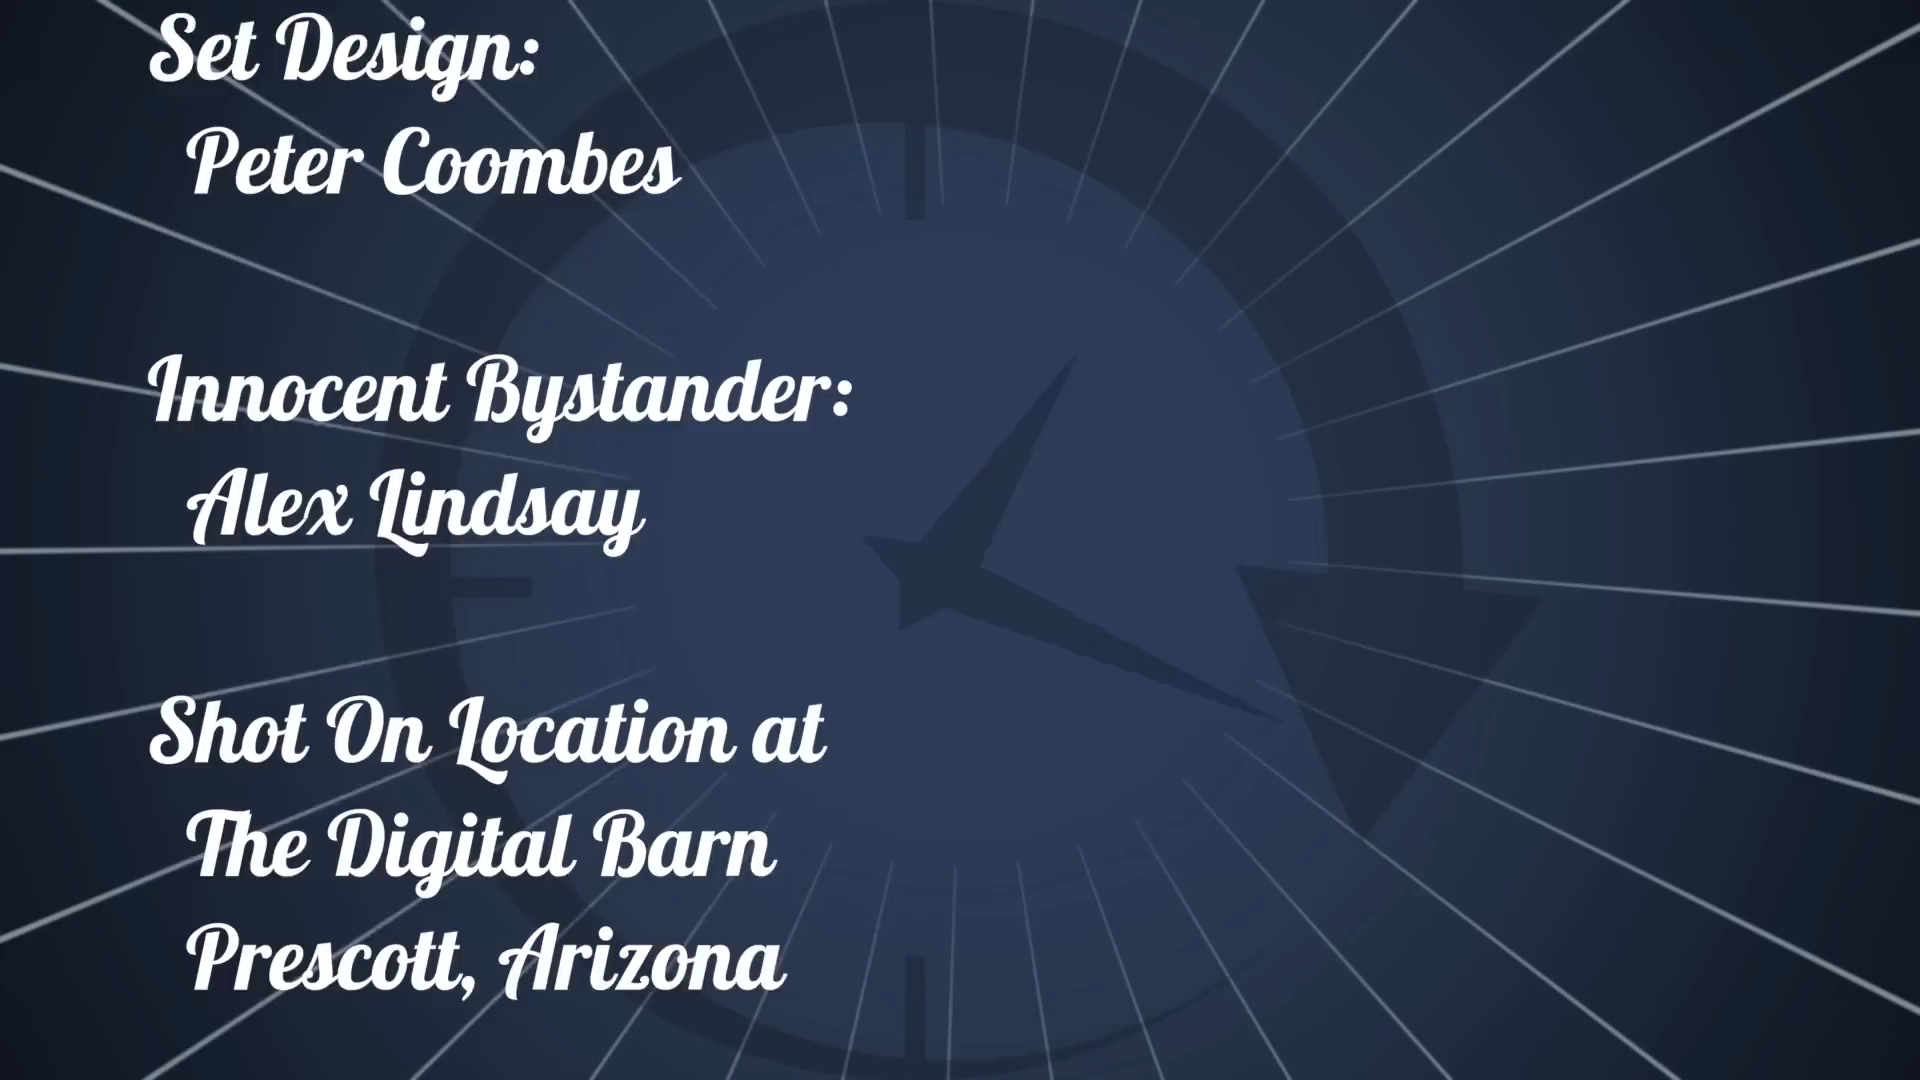 Set Design:
Peter Coombes
Innocent Bystander:
Alex Lindsay
Shot On Location at
The Digital Barn
Prescott, Arizona